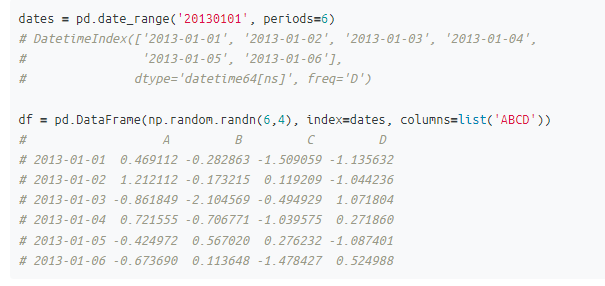 dates = pd.date_range('20130101', periods=6)
# DatetimeIndex(['2013-01-01', '2013-01-02', '2013-01-03', '2013-01-04',
#                '2013-01-05', '2013-01-06'],
#               dtype='datetime64[ns]', freq='D')

df = pd.DataFrame(np.random.randn(6,4), index=dates, columns=list('ABCD'))
#                    A         B         C         D
# 2013-01-01  0.469112 -0.282863 -1.509059 -1.135632
# 2013-01-02  1.212112 -0.173215  0.119209 -1.044236
# 2013-01-03 -0.861849 -2.104569 -0.494929  1.071804
# 2013-01-04  0.721555 -0.706771 -1.039575  0.271860
# 2013-01-05 -0.424972  0.567020  0.276232 -1.087401
# 2013-01-06 -0.673690  0.113648 -1.478427  0.524988